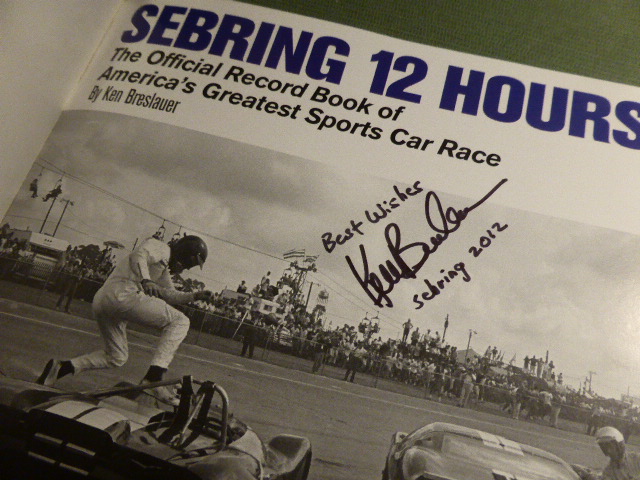 SEBRING 12 HOURS
The Official Record Book of
America's Greatest Sports Car Race
By Ken Breslauer
Best Wishes
Ken Breslauer
Sebring 2012